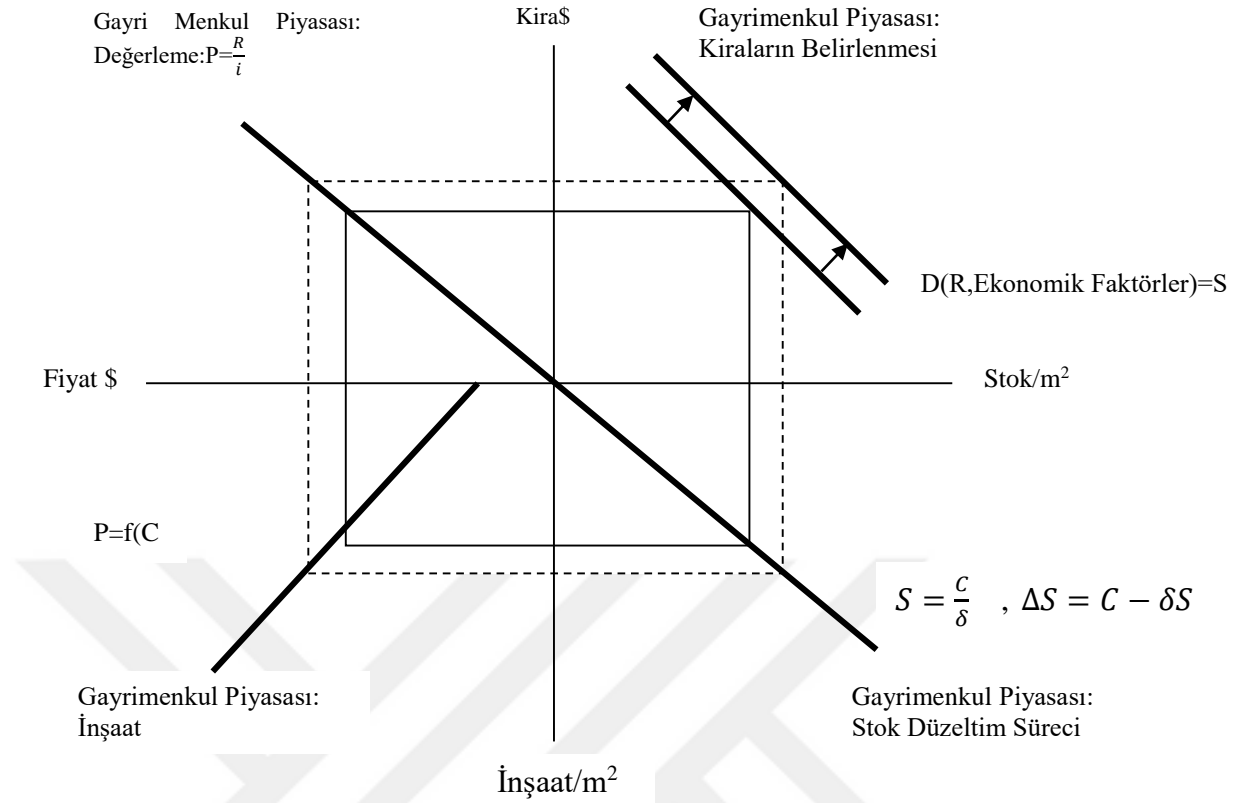 Gayri Menkul Piyasası:
Değerleme:P=R/i
Kira$
Gayrimenkul Piyasası:
Kiraların Belirlenmesi
D(R,Ekonomik Faktörler)=S
Fiyat $
Stok/m²
P=f(C
S = C/δ , ΔS = C − δS
Gayrimenkul Piyasası:
İnşaat
Gayrimenkul Piyasası:
Stok Düzeltim Süreci
İnşaat/m²